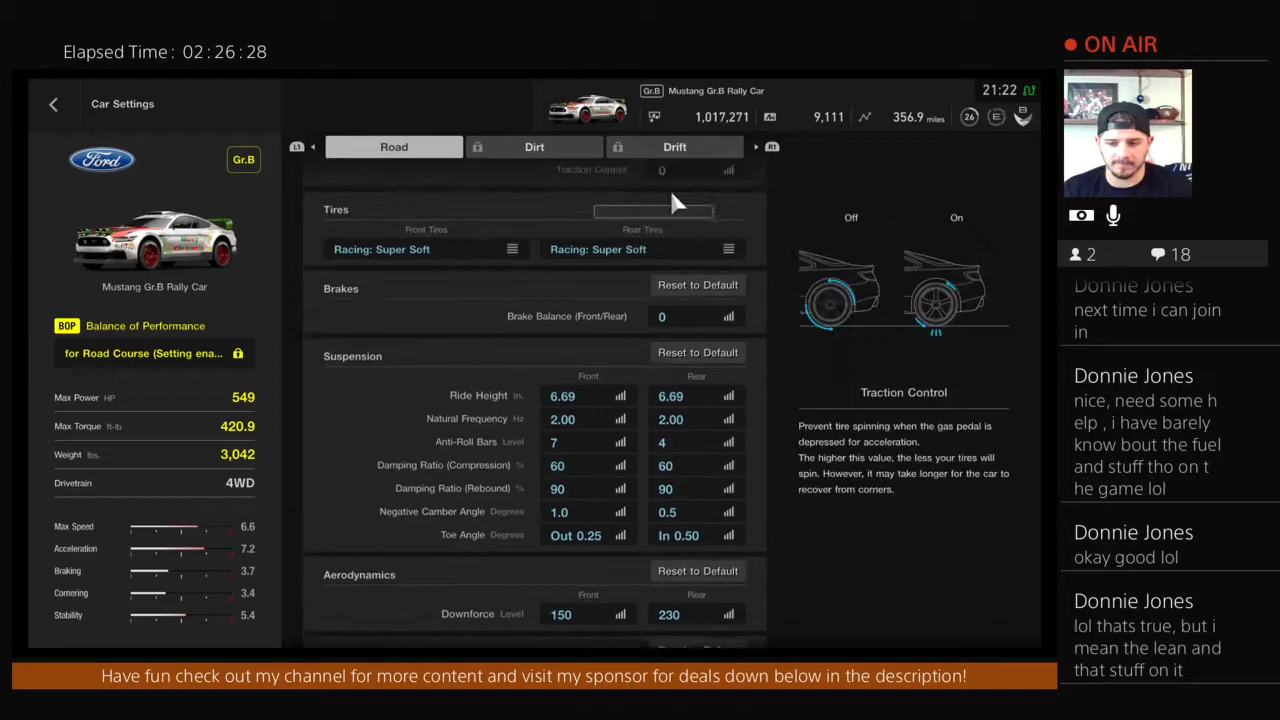 Elapsed Time: 02:26:28
ON AIR
Car Settings
Gr.B Mustang Gr.B Rally Car
1,017,271 9,111 356.9 miles 26 E B
21:22
Ford
Gr.B
L1 Road Dirt Drift R1
Traction Control 0
Tires
Front Tires Rear Tires
Racing: Super Soft Racing: Super Soft
Brakes Reset to Default
Brake Balance (Front/Rear) 0
Suspension Reset to Default
Front Rear
Ride Height in. 6.69 6.69
Natural Frequency Hz 2.00 2.00
Anti-Roll Bars Level 7 4
Damping Ratio (Compression) % 60 60
Damping Ratio (Rebound) % 90 90
Negative Camber Angle Degrees 1.0 0.5
Toe Angle Degrees Out 0.25 In 0.50
Aerodynamics Reset to Default
Front Rear
Downforce Level 150 230
Mustang Gr.B Rally Car
BOP Balance of Performance
for Road Course (Setting ena...
Max Power HP 549
Max Torque ft-lb 420.9
Weight lbs. 3,042
Drivetrain 4WD
Max Speed 6.6
Acceleration 7.2
Braking 3.7
Cornering 3.4
Stability 5.4
Off On
Traction Control
Prevent tire spinning when the gas pedal is
depressed for acceleration.
The higher this value, the less your tires will
spin. However, it may take longer for the car to
recover from corners.
2 18
Donnie Jones
next time i can join
in
Donnie Jones
nice, need some h
elp , i have barely
know bout the fuel
and stuff tho on t
he game lol
Donnie Jones
okay good lol
Donnie Jones
lol thats true, but i
mean the lean and
that stuff on it
Have fun check out my channel for more content and visit my sponsor for deals down below in the description!